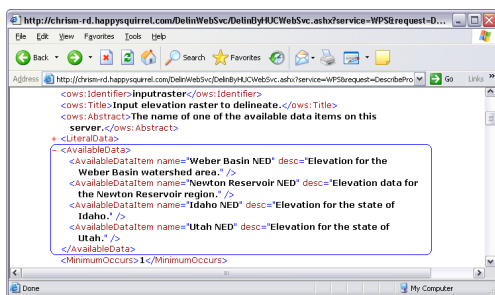 http://chrism-rd.happysquirrel.com/DelinWebSvc/DelinByHUCWebSvc.ashx?service=WPS&request=D...
File Edit View Favorites Tools Help
Back Search Favorites
Address http://chrism-rd.happysquirrel.com/DelinWebSvc/DelinByHUCWebSvc.ashx?service=WPS&request=DescribePro Go Links »
<ows:Identifier>inputraster</ows:Identifier>
<ows:Title>Input elevation raster to delineate.</ows:Title>
<ows:Abstract>The name of one of the available data items on this
server.</ows:Abstract>
+ <LiteralData>
- <AvailableData>
<AvailableDataItem name="Weber Basin NED" desc="Elevation for the
Weber Basin watershed area." />
<AvailableDataItem name="Newton Reservoir NED" desc="Elevation data for
the Newton Reservoir region." />
<AvailableDataItem name="Idaho NED" desc="Elevation for the state of
Idaho." />
<AvailableDataItem name="Utah NED" desc="Elevation for the state of
Utah." />
</AvailableData>
<MinimumOccurs>1</MinimumOccurs>
Done My Computer